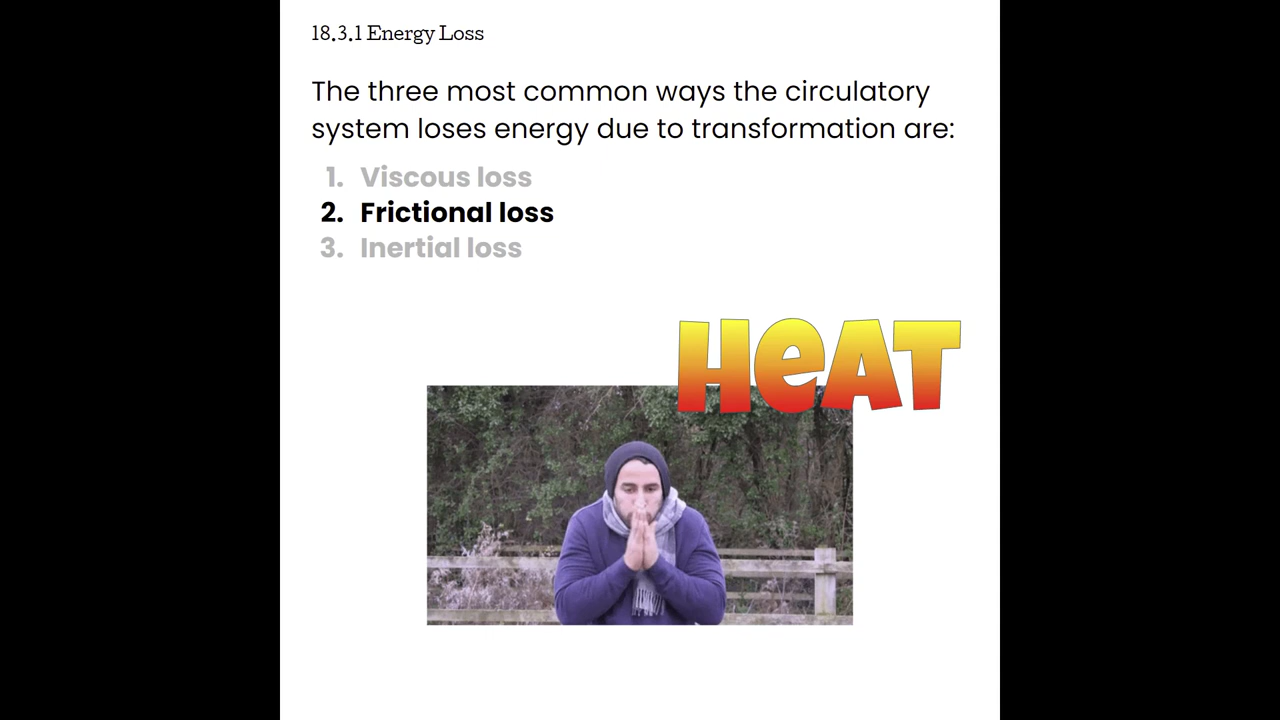 18.3.1 Energy Loss
The three most common ways the circulatory
system loses energy due to transformation are:
1. Viscous loss
2. Frictional loss
3. Inertial loss
HeAT